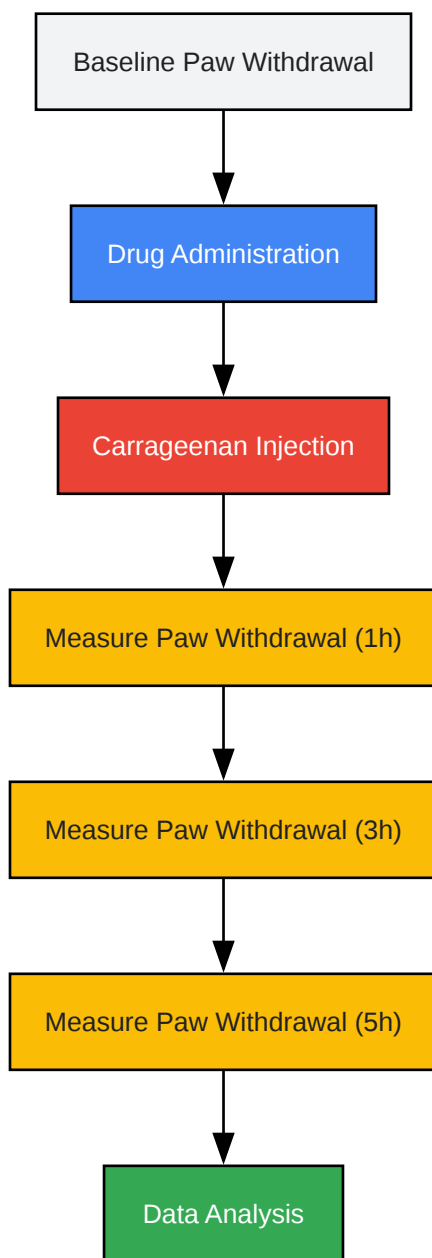 Baseline Paw Withdrawal
Drug Administration
Carrageenan Injection
Measure Paw Withdrawal (1h)
Measure Paw Withdrawal (3h)
Measure Paw Withdrawal (5h)
Data Analysis